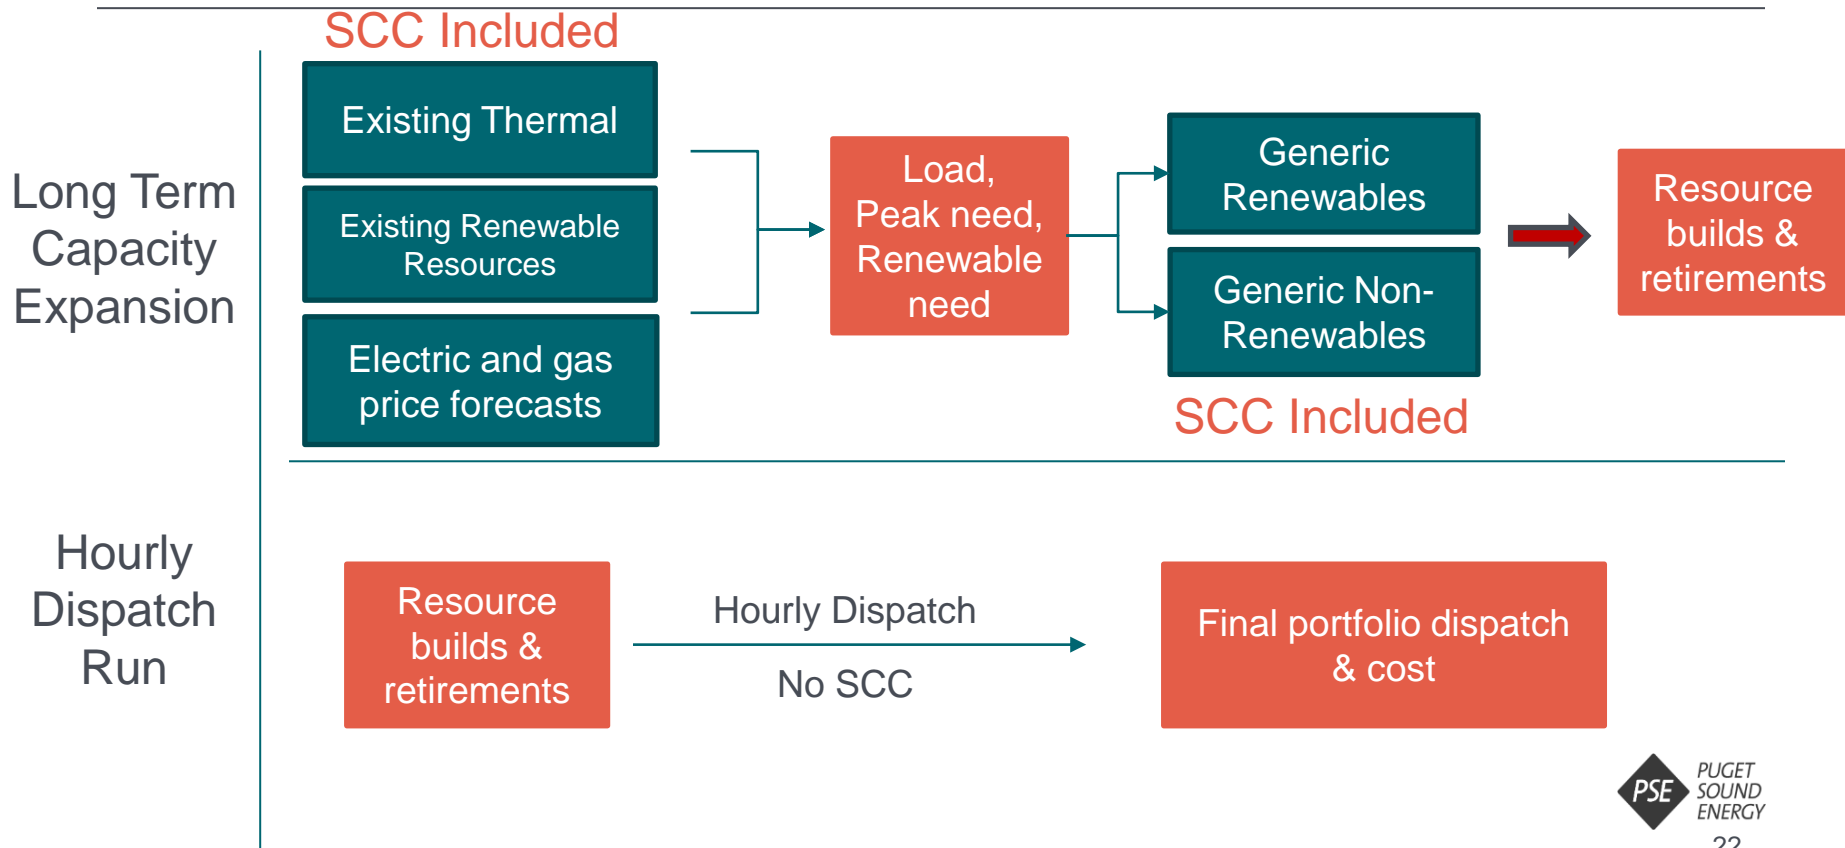 SCC Included
Long Term
Capacity
Expansion
Existing Thermal
Existing Renewable
Resources
Electric and gas
price forecasts
Load,
Peak need,
Renewable
need
Generic
Renewables
Generic Non-
Renewables
SCC Included
Resource
builds &
retirements
Hourly
Dispatch
Run
Resource
builds &
retirements
Hourly Dispatch
No SCC
Final portfolio dispatch
& cost
PSE
PUGET
SOUND
ENERGY
22